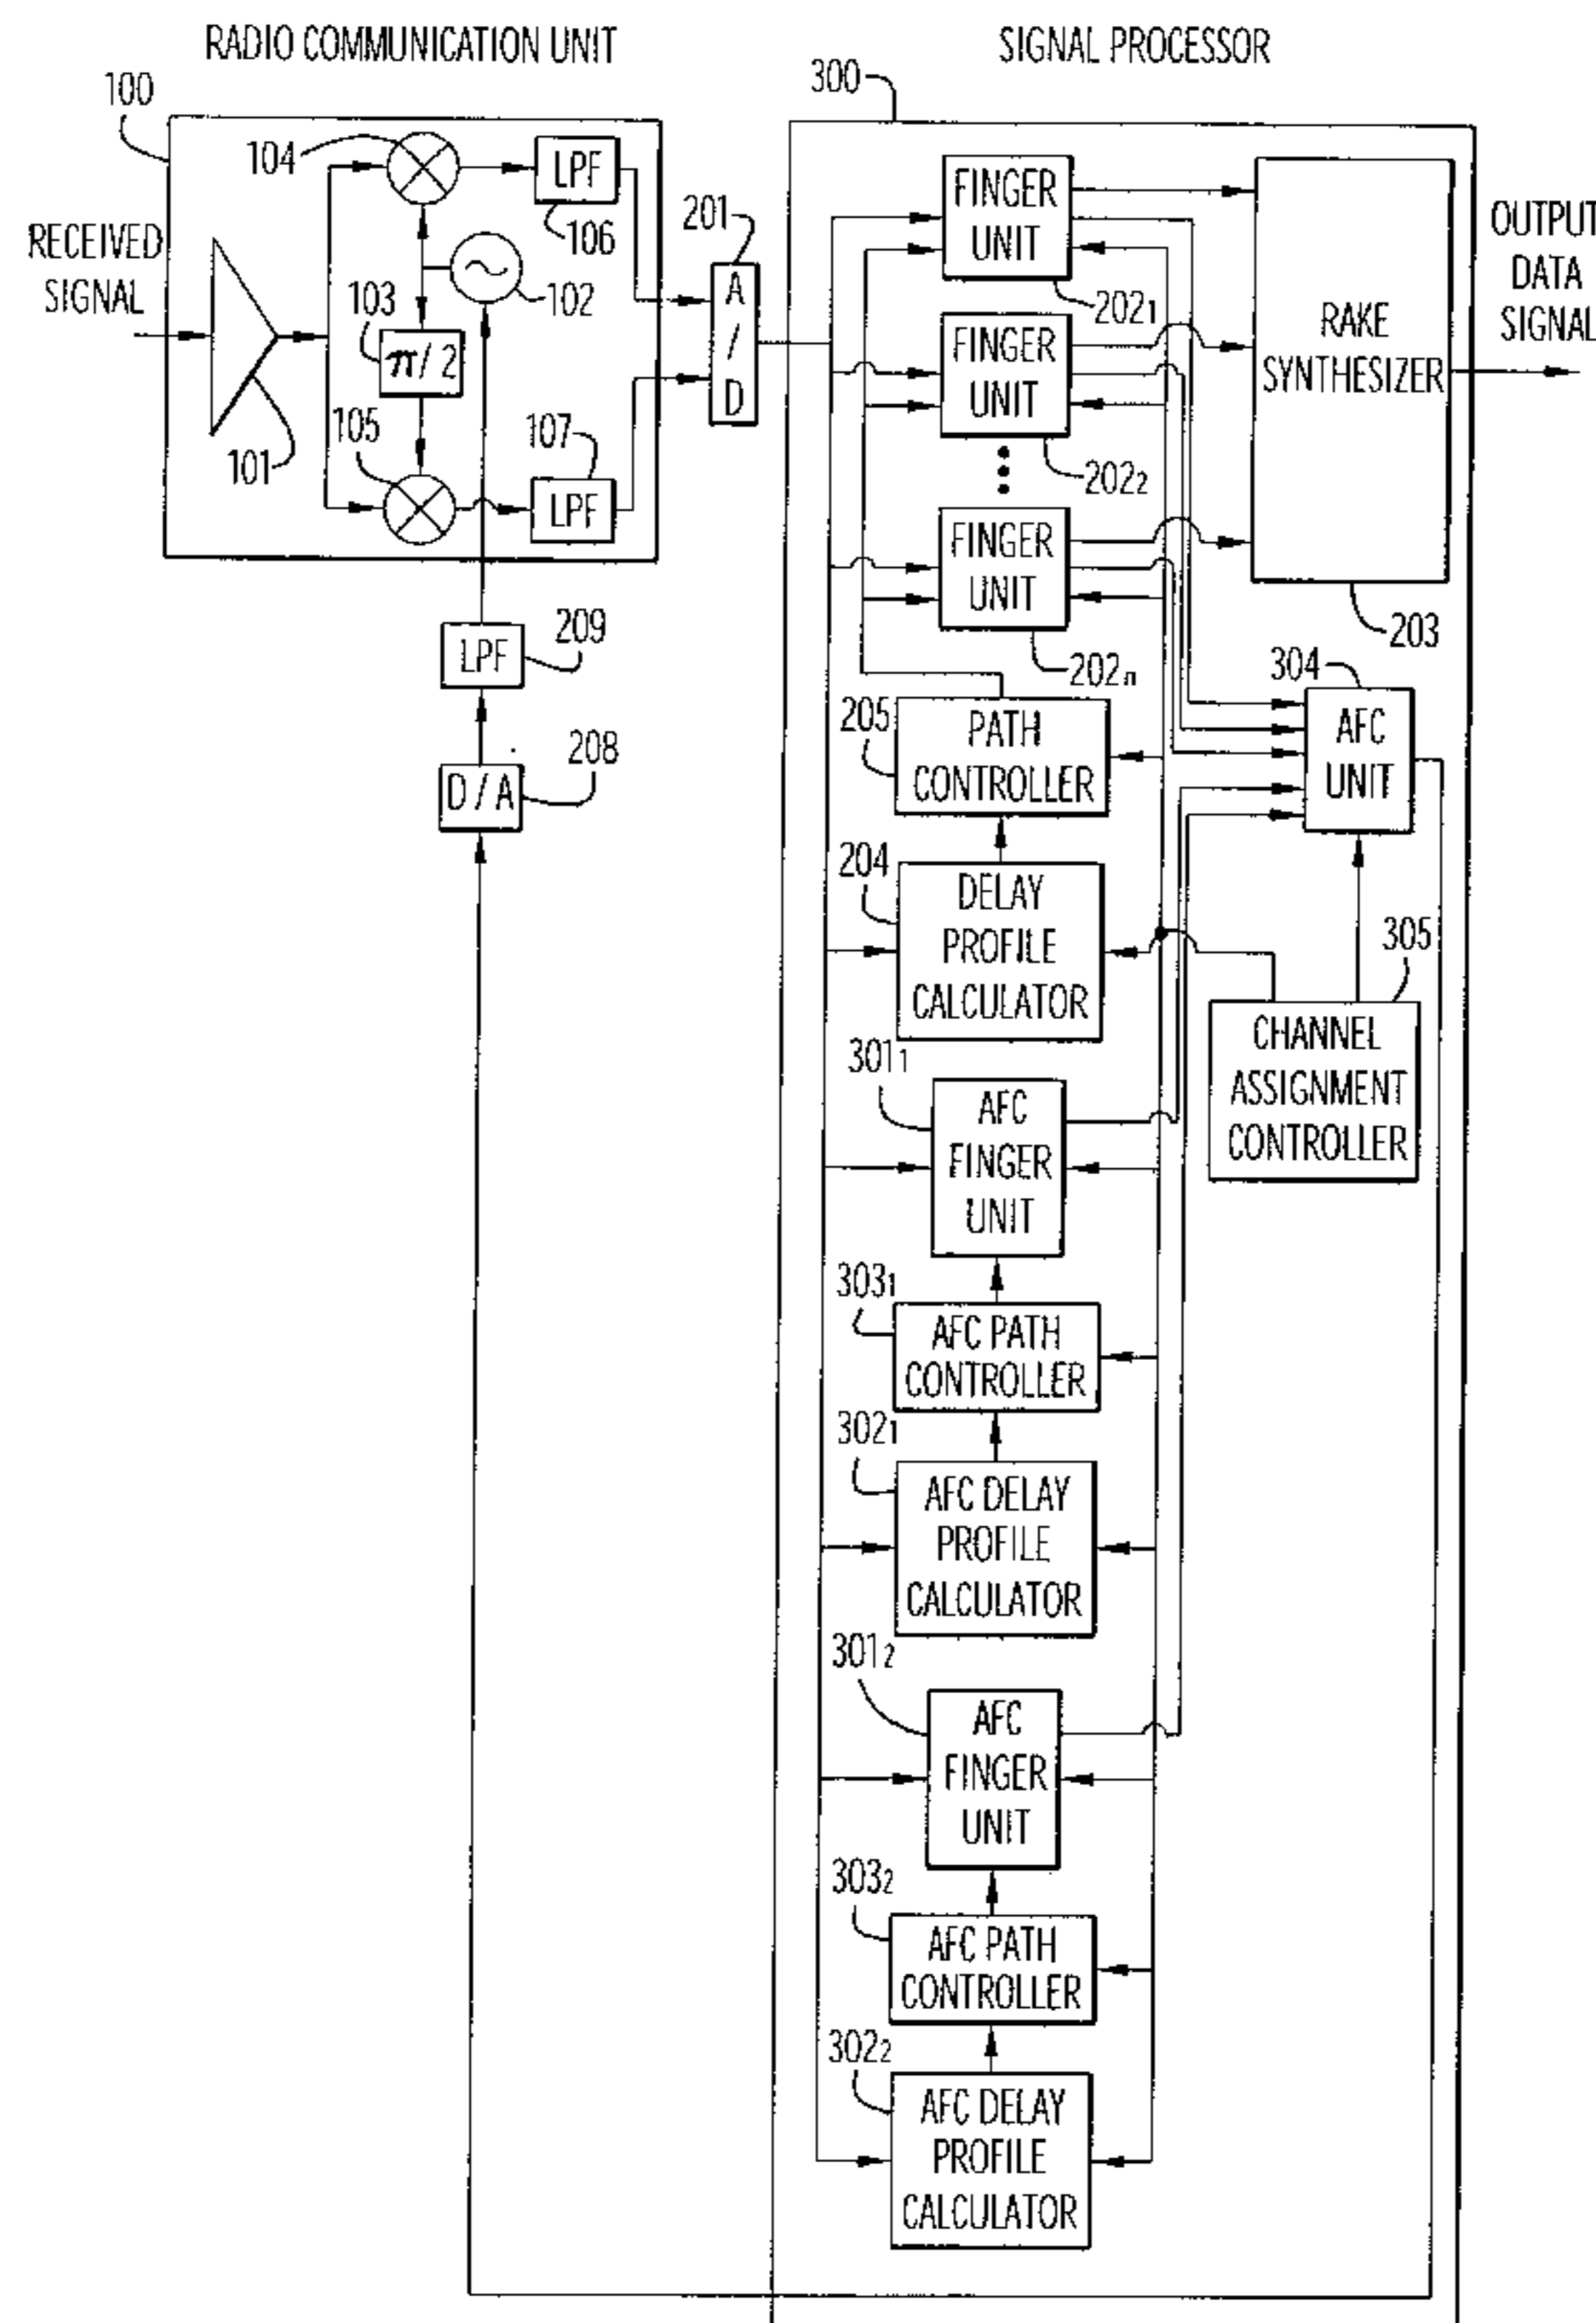 RADIO COMMUNICATION UNIT
SIGNAL PROCESSOR
100
300
104
LPF
106
RECEIVED
SIGNAL
101
102
103
π/2
105
107
LPF
201
A
/
D
FINGER
UNIT
202₁
FINGER
UNIT
202₂
FINGER
UNIT
202n
RAKE
SYNTHESIZER
203
OUTPUT
DATA
SIGNAL
LPF
209
D/A
208
205
PATH
CONTROLLER
304
AFC
UNIT
204
DELAY
PROFILE
CALCULATOR
305
CHANNEL
ASSIGNMENT
CONTROLLER
301₁
AFC
FINGER
UNIT
303₁
AFC PATH
CONTROLLER
302₁
AFC DELAY
PROFILE
CALCULATOR
301₂
AFC
FINGER
UNIT
303₂
AFC PATH
CONTROLLER
302₂
AFC DELAY
PROFILE
CALCULATOR